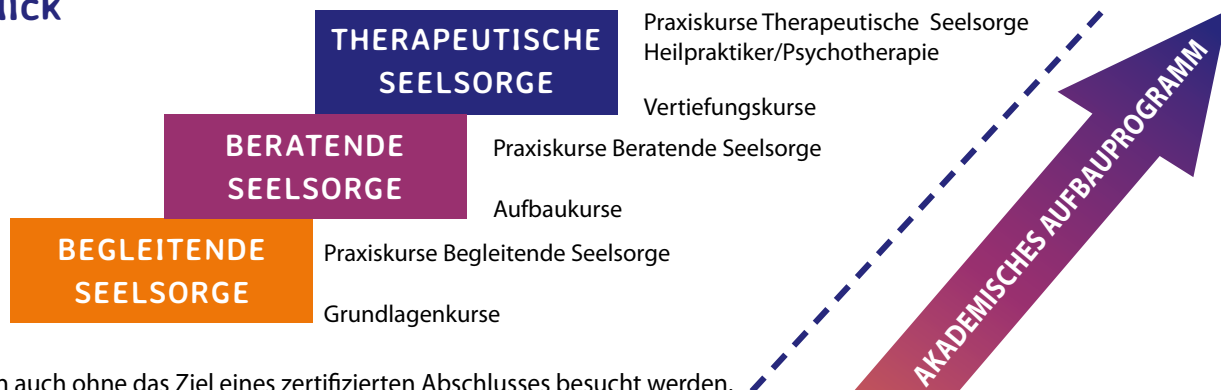 THERAPEUTISCHE
SEELSORGE
Praxiskurse Therapeutische Seelsorge
Heilpraktiker/Psychotherapie
Vertiefungskurse
BERATENDE
SEELSORGE
Praxiskurse Beratende Seelsorge
Aufbaukurse
BEGLEITENDE
SEELSORGE
Praxiskurse Begleitende Seelsorge
Grundlagenkurse
AKADEMISCHES AUFBAUPROGRAMM
auch ohne das Ziel eines zertifizierten Abschlusses besucht werden.